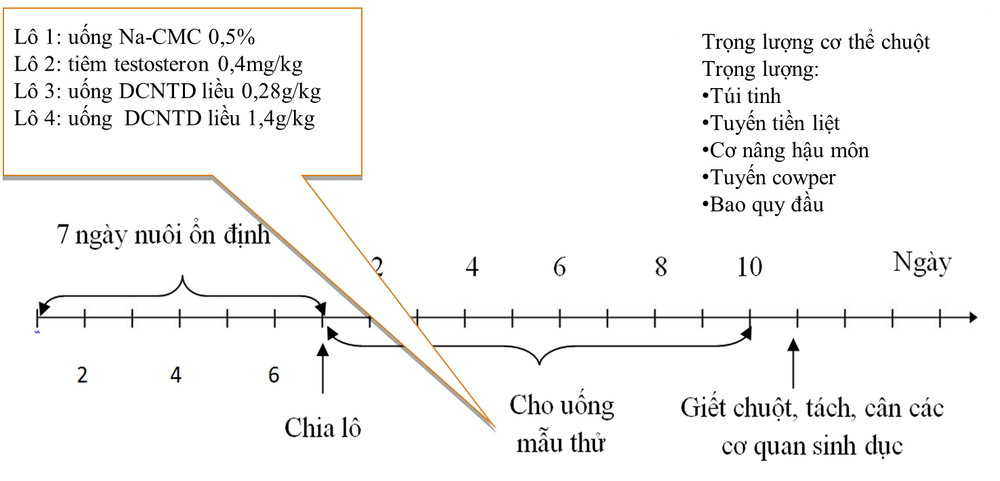 Lô 1: uống Na-CMC 0,5%
Lô 2: tiêm testosteron 0,4mg/kg
Lô 3: uống DCNTD liều 0,28g/kg
Lô 4: uống DCNTD liều 1,4g/kg
Trọng lượng cơ thể chuột
Trọng lượng:
•Túi tinh
•Tuyến tiền liệt
•Cơ nâng hậu môn
•Tuyến cowper
•Bao quy đầu
7 ngày nuôi ổn định
2 4 6 8 10 Ngày
2 4 6
Chia lô
Cho uống
mẫu thử
Giết chuột, tách, cân các
cơ quan sinh dục